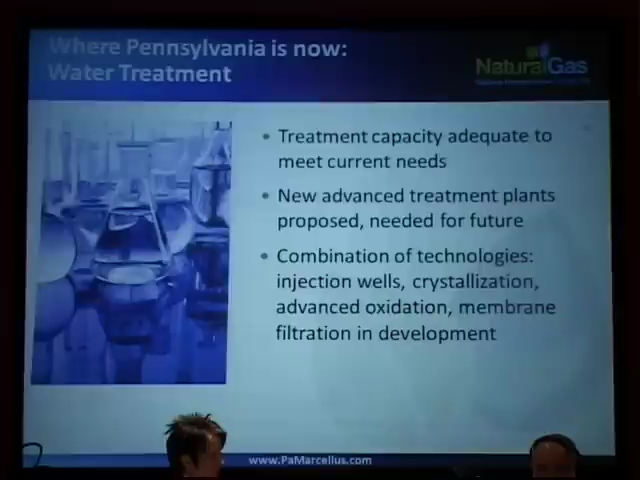 Where Pennsylvania is now:
Water Treatment
NaturalGas
• Treatment capacity adequate to
meet current needs
• New advanced treatment plants
proposed, needed for future
• Combination of technologies:
injection wells, crystallization,
advanced oxidation, membrane
filtration in development
www.PaMarcellus.com